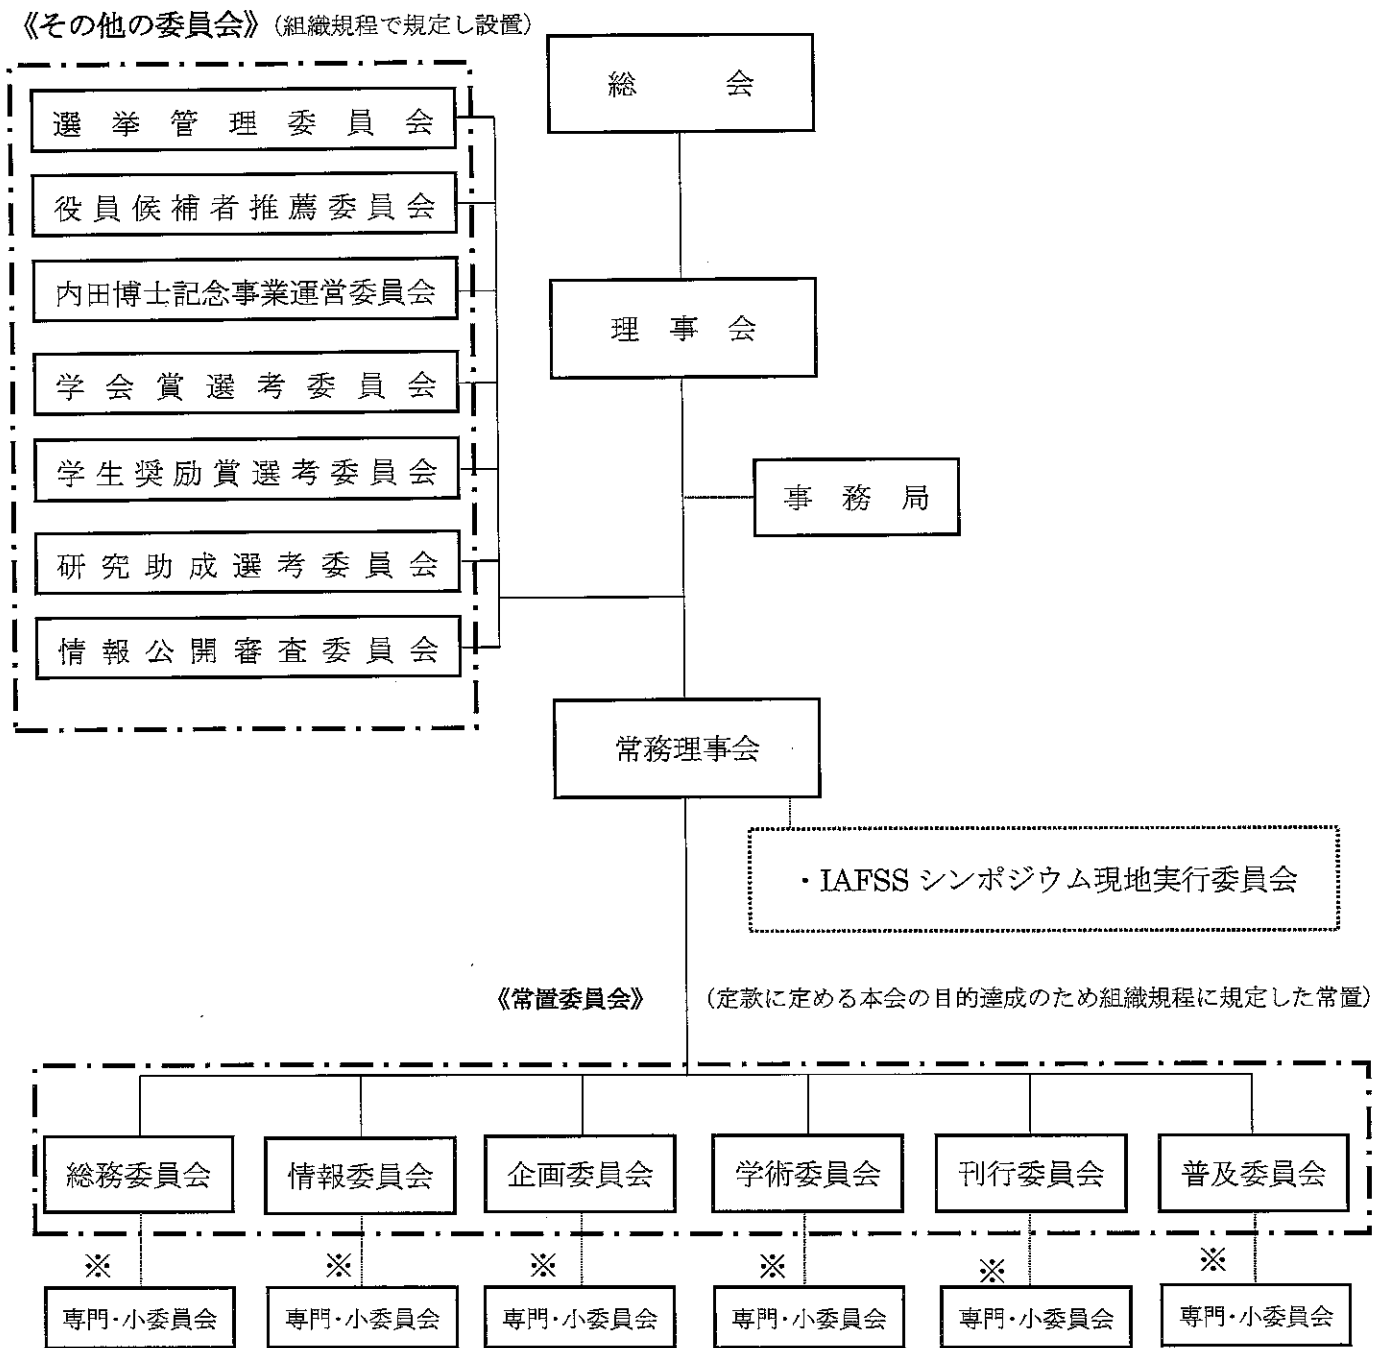 《その他の委員会》(組織規程で規定し設置)
総会
選挙管理委員会
役員候補者推薦委員会
内田博士記念事業運営委員会
理事会
学会賞選考委員会
学生奨励賞選考委員会
事務局
研究助成選考委員会
情報公開審査委員会
常務理事会
・IAFSS シンポジウム現地実行委員会
《常置委員会》 (定款に定める本会の目的達成のため組織規程に規定した常置)
総務委員会 情報委員会 企画委員会 学術委員会 刊行委員会 普及委員会
※ ※ ※ ※ ※ ※
専門・小委員会 専門・小委員会 専門・小委員会 専門・小委員会 専門・小委員会 専門・小委員会